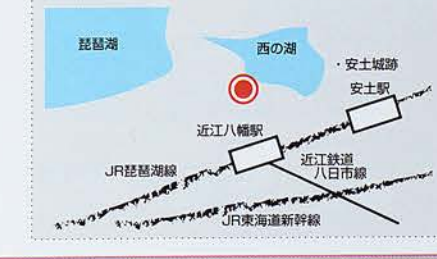 琵琶湖
西の湖
・安土城跡
安土駅
近江八幡駅
JR琵琶湖線
近江鉄道
八日市線
JR東海道新幹線